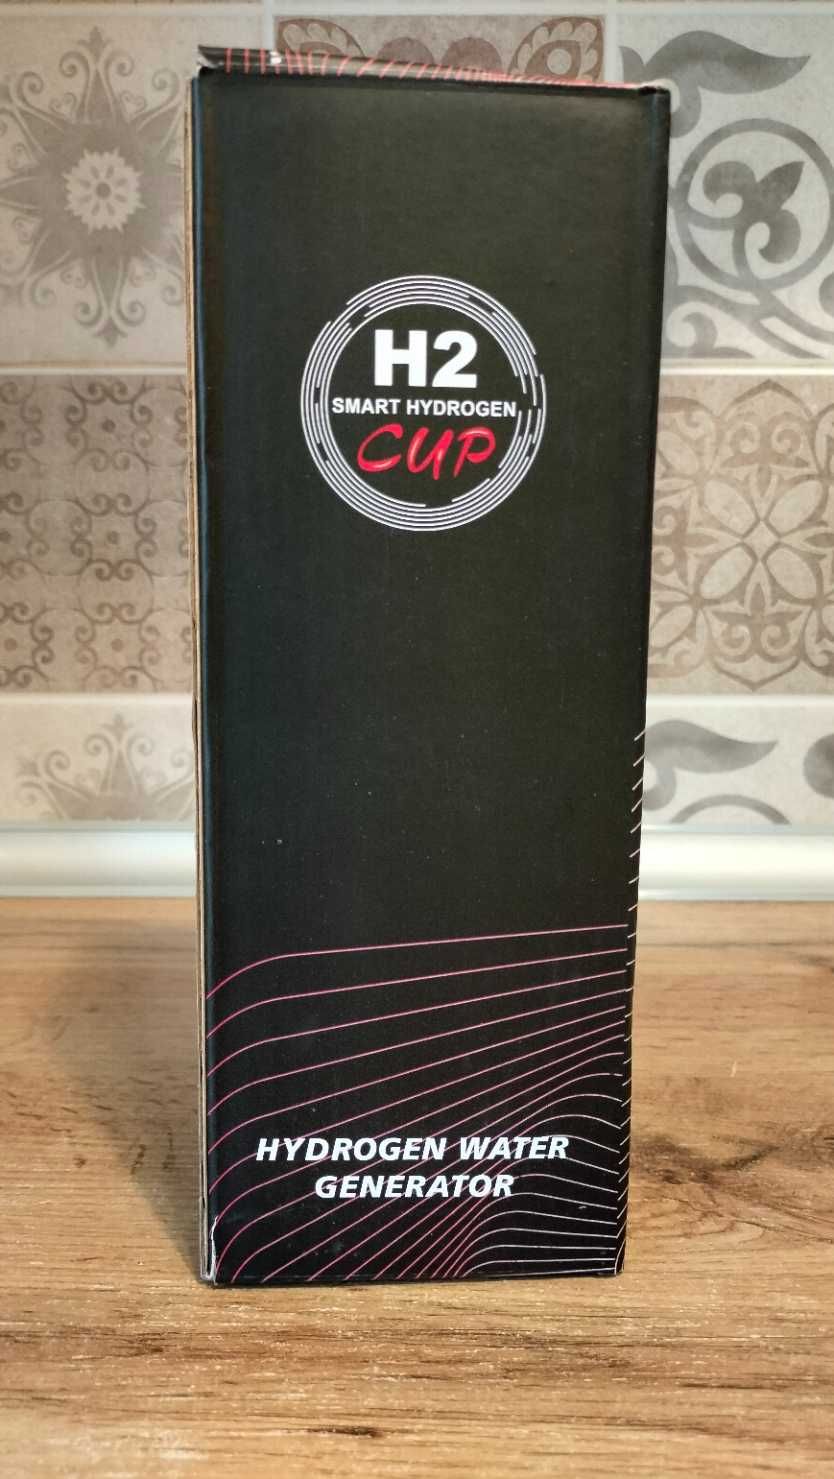 H2
SMART HYDROGEN
CUP
HYDROGEN WATER
GENERATOR